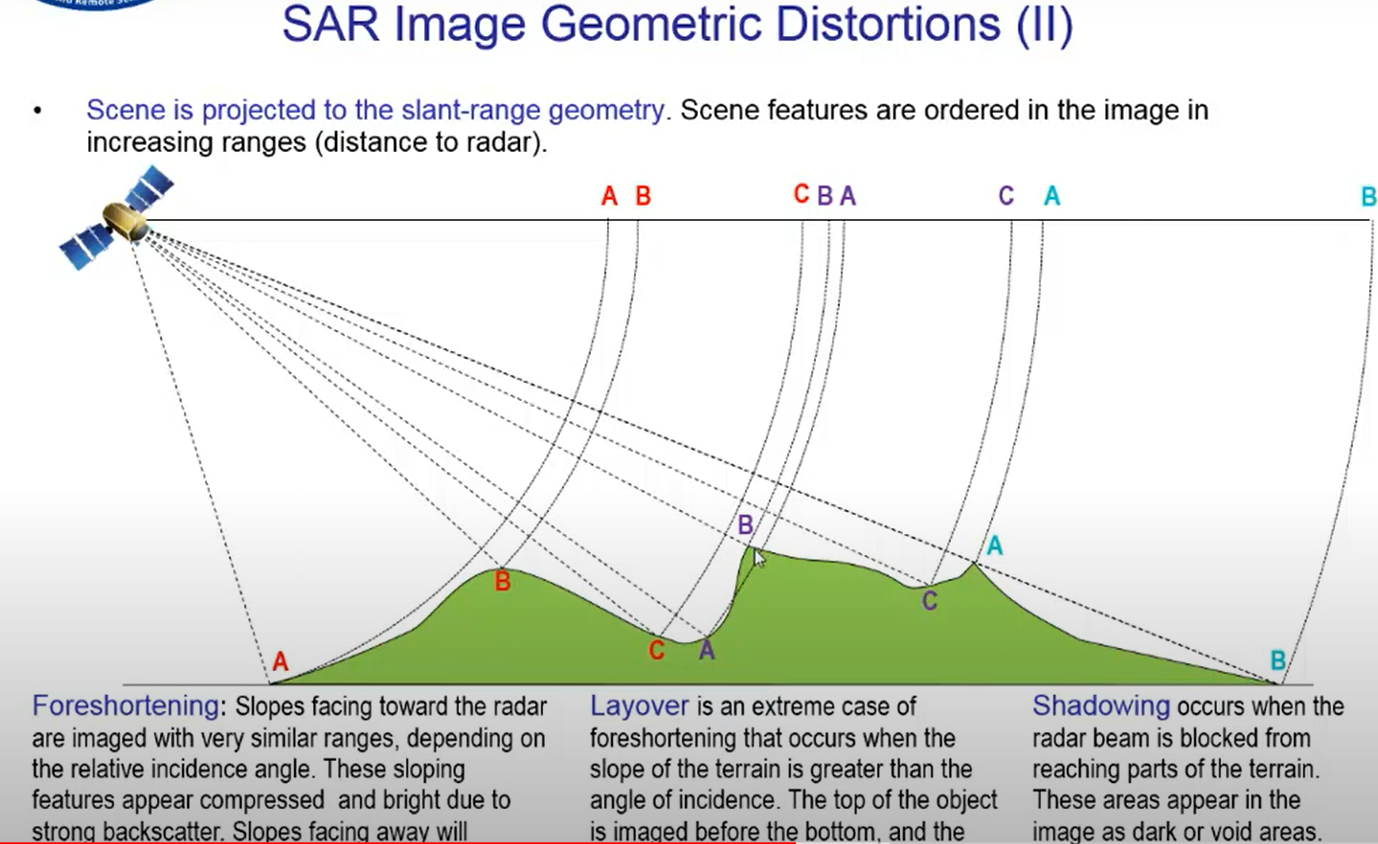 and Remote Se
SAR Image Geometric Distortions (II)
• Scene is projected to the slant-range geometry. Scene features are ordered in the image in
increasing ranges (distance to radar).
A B C B A C A B
B
A
B
C
A
C A
B
Foreshortening: Slopes facing toward the radar
are imaged with very similar ranges, depending on
the relative incidence angle. These sloping
features appear compressed and bright due to
strong backscatter. Slopes facing away will
Layover is an extreme case of
foreshortening that occurs when the
slope of the terrain is greater than the
angle of incidence. The top of the object
is imaged before the bottom, and the
Shadowing occurs when the
radar beam is blocked from
reaching parts of the terrain.
These areas appear in the
image as dark or void areas.